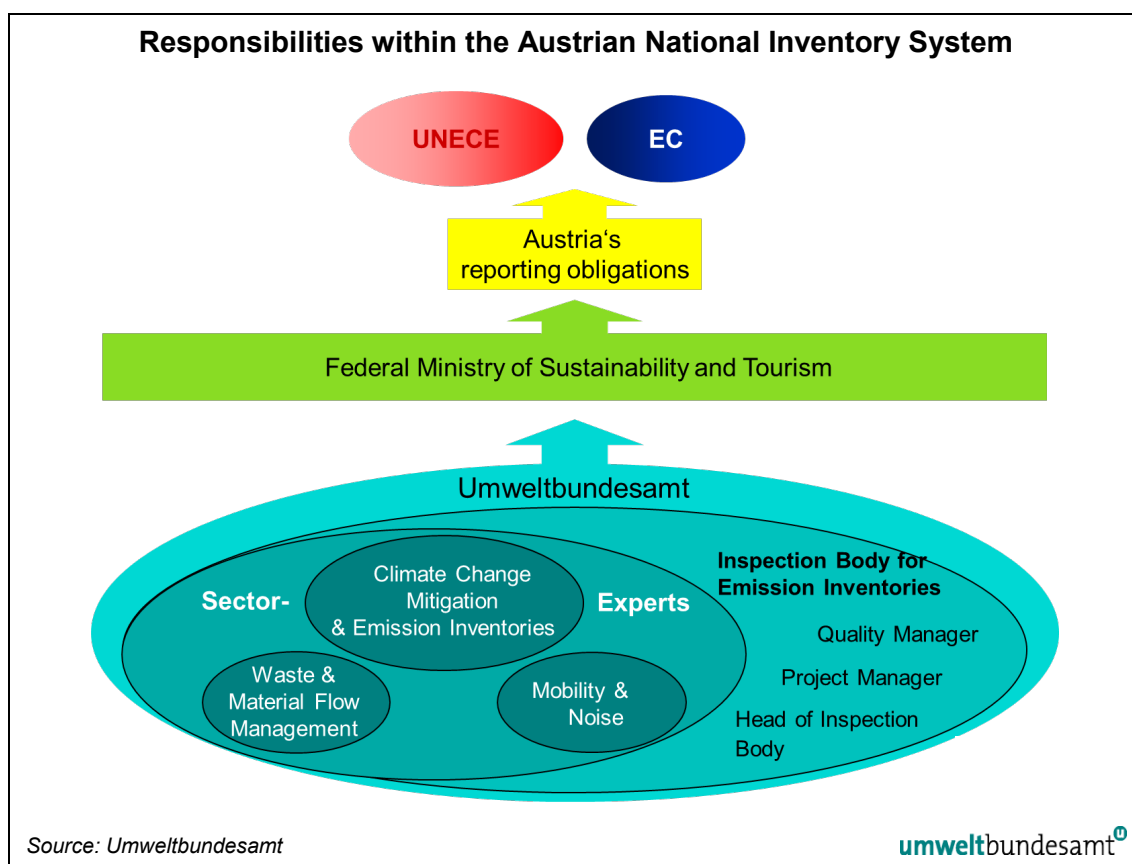 Responsibilities within the Austrian National Inventory System
UNECE
EC
Austria‘s
reporting obligations
Federal Ministry of Sustainability and Tourism
Umweltbundesamt
Inspection Body for
Emission Inventories
Climate Change
Mitigation
& Emission Inventories
Sector-
Experts
Quality Manager
Project Manager
Head of Inspection
Body
Waste &
Material Flow
Management
Mobility &
Noise
Source: Umweltbundesamt
umweltbundesamt
u